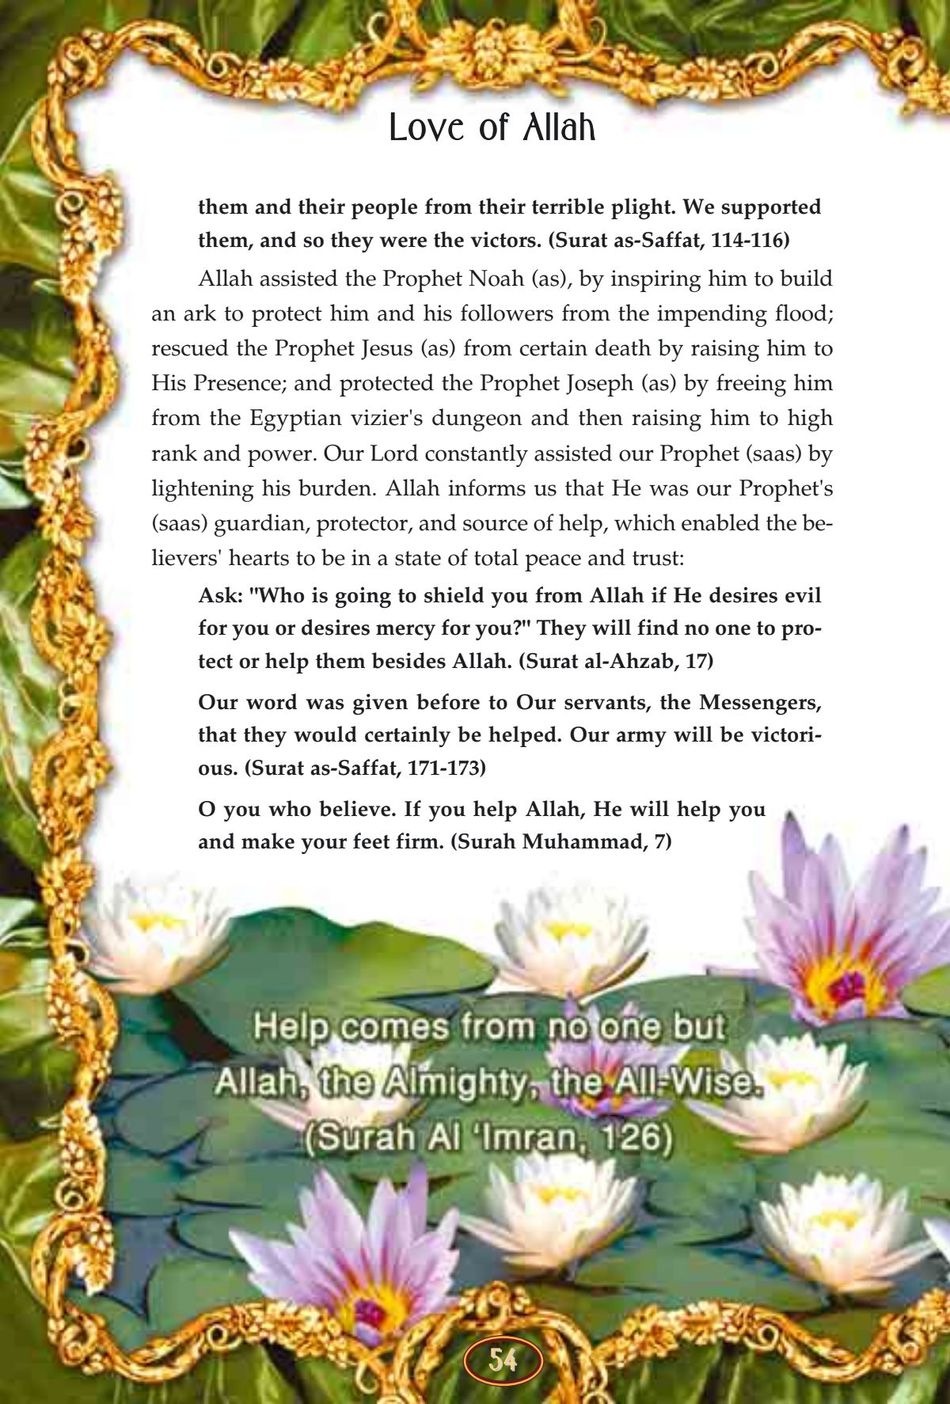 Love of Allah
them and their people from their terrible plight. We supported
them, and so they were the victors. (Surat as-Saffat, 114-116)
Allah assisted the Prophet Noah (as), by inspiring him to build
an ark to protect him and his followers from the impending flood;
rescued the Prophet Jesus (as) from certain death by raising him to
His Presence; and protected the Prophet Joseph (as) by freeing him
from the Egyptian vizier's dungeon and then raising him to high
rank and power. Our Lord constantly assisted our Prophet (saas) by
lightening his burden. Allah informs us that He was our Prophet's
(saas) guardian, protector, and source of help, which enabled the be-
lievers' hearts to be in a state of total peace and trust:
Ask: "Who is going to shield you from Allah if He desires evil
for you or desires mercy for you?" They will find no one to pro-
tect or help them besides Allah. (Surat al-Ahzab, 17)
Our word was given before to Our servants, the Messengers,
that they would certainly be helped. Our army will be victori-
ous. (Surat as-Saffat, 171-173)
O you who believe. If you help Allah, He will help you
and make your feet firm. (Surah Muhammad, 7)
Help comes from no one but
Allah, the Almighty, the All-Wise.
(Surah Al 'Imran, 126)
54